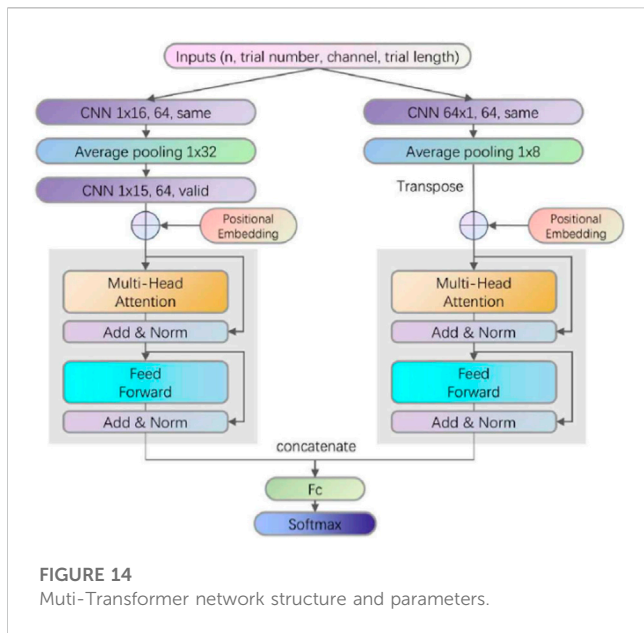 Inputs (n, trial number, channel, trial length)
CNN 1x16, 64, same
Average pooling 1x32
CNN 1x15, 64, valid
Positional
Embedding
Multi-Head
Attention
Add & Norm
Feed
Forward
Add & Norm
CNN 64x1, 64, same
Average pooling 1x8
Transpose
Positional
Embedding
Multi-Head
Attention
Add & Norm
Feed
Forward
Add & Norm
concatenate
Fc
Softmax
FIGURE 14
Muti-Transformer network structure and parameters.